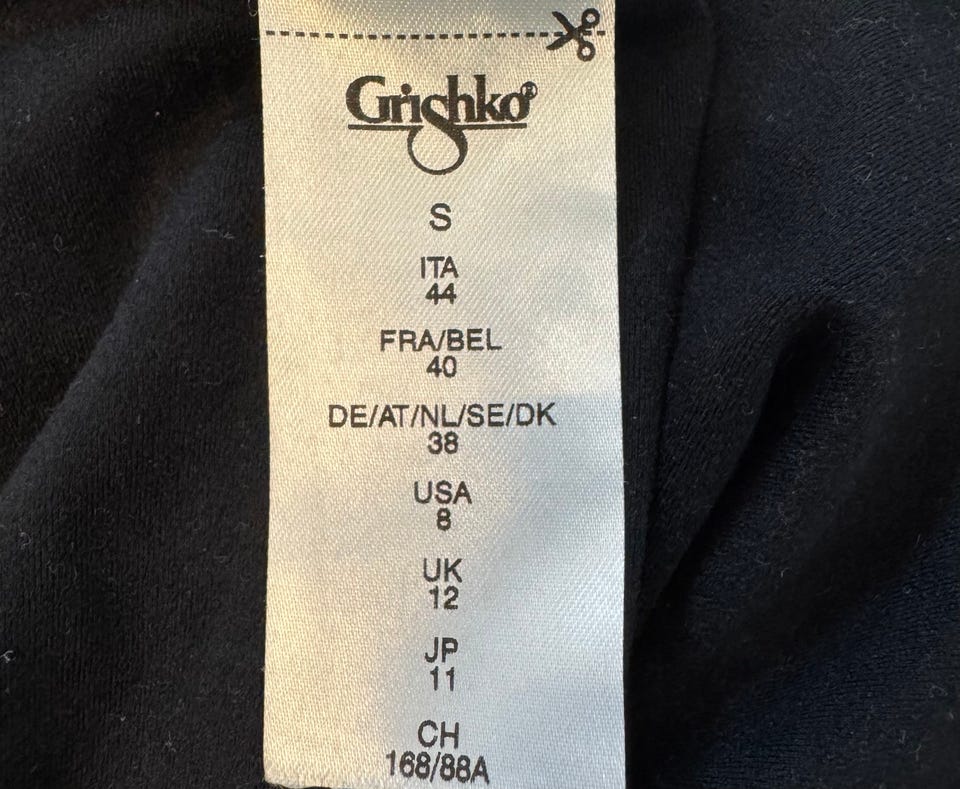 Grishko®
S
ITA
44
FRA/BEL
40
DE/AT/NL/SE/DK
38
USA
8
UK
12
JP
11
CH
168/88A